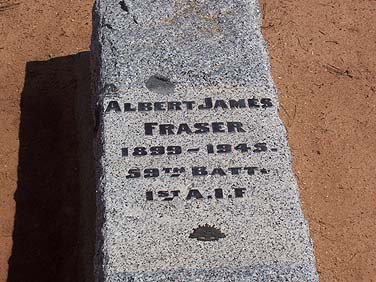 ALBERT JAMES
FRASER
1899 - 1945.
59TH BATT.
1ST A.I.F